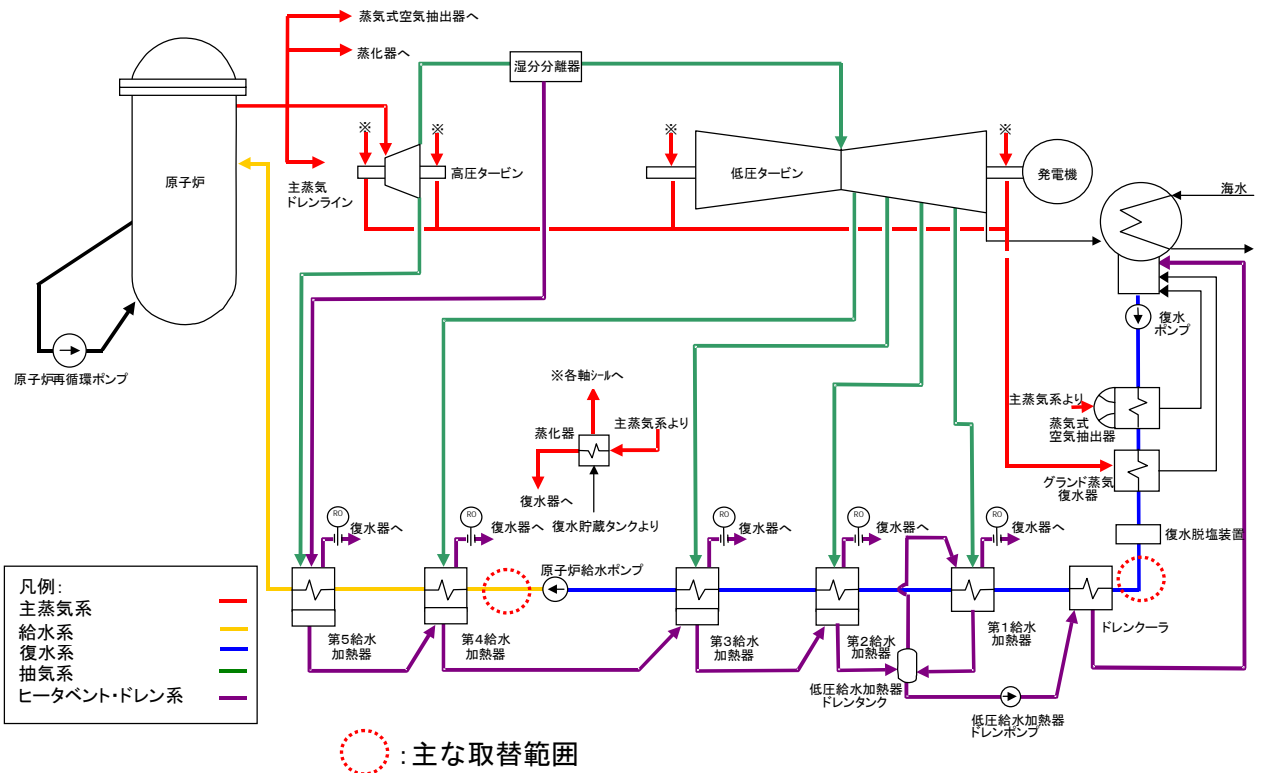 蒸気式空気抽出器へ
蒸化器へ
湿分分離器
※
※
※
※
原子炉
高圧タービン
低圧タービン
発電機
海水
主蒸気
ドレンライン
復水
ポンプ
原子炉再循環ポンプ
※各軸シールへ
主蒸気系より
蒸化器
復水器へ
復水貯蔵タンクより
主蒸気系より
蒸気式
空気抽出器
グランド蒸気
復水器
復水脱塩装置
RO
復水器へ
RO
復水器へ
RO
復水器へ
RO
復水器へ
RO
復水器へ
原子炉給水ポンプ
第5給水
加熱器
第4給水
加熱器
第3給水
加熱器
第2給水
加熱器
第1給水
加熱器
ドレンクーラ
低圧給水加熱器
ドレンタンク
低圧給水加熱器
ドレンポンプ
凡例:
主蒸気系
給水系
復水系
抽気系
ヒータベント・ドレン系
:主な取替範囲